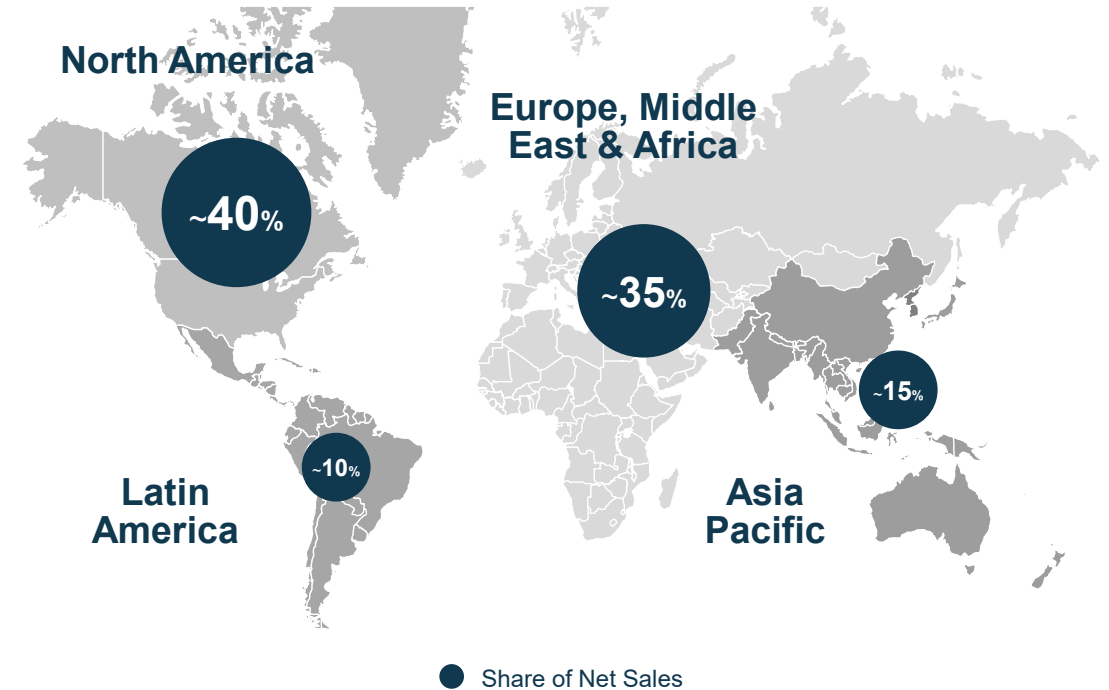 North America
~40%
Europe, Middle
East & Africa
~35%
~15%
~10%
Latin
America
Asia
Pacific
Share of Net Sales